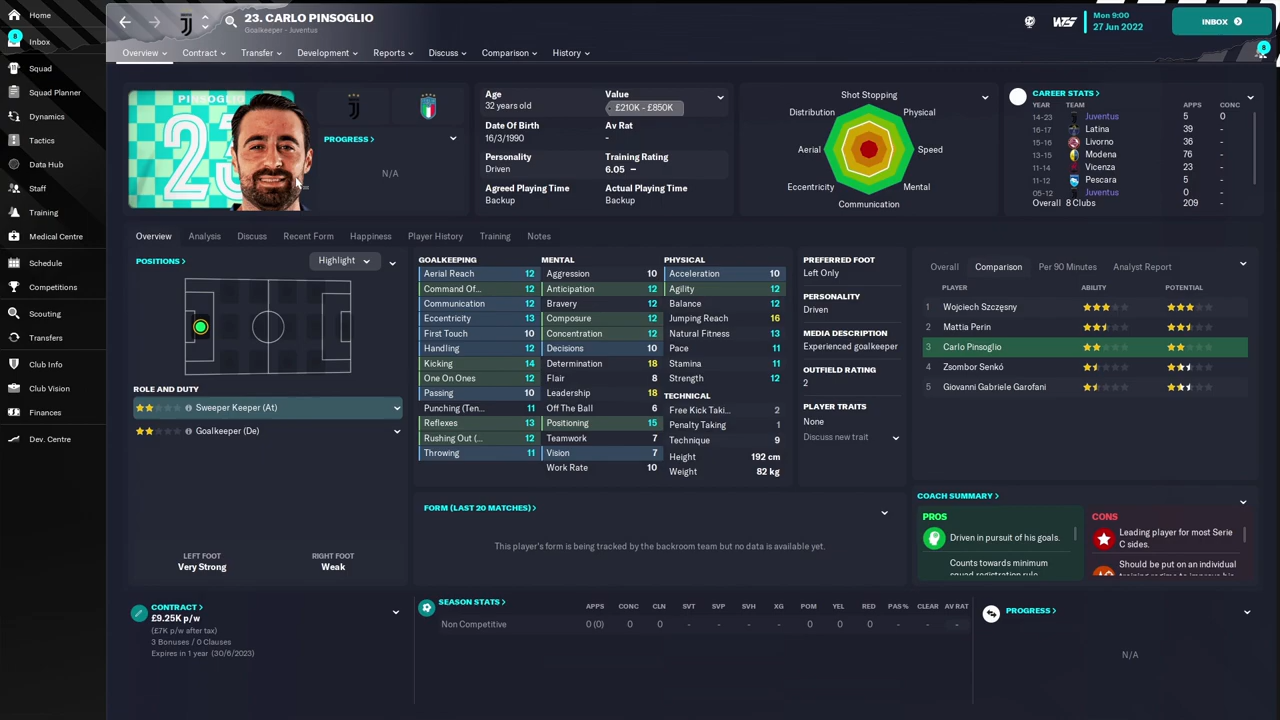 Home
Inbox
8
Squad
Squad Planner
Dynamics
Tactics
Data Hub
Staff
Training
Medical Centre
Schedule
Competitions
Scouting
Transfers
Club Info
Club Vision
Finances
Dev. Centre
23. CARLO PINSOGLIO
Goalkeeper - Juventus
Mon 9:00
27 Jun 2022
INBOX
8
Overview Contract Transfer Development Reports Discuss Comparison History
PINSOGLIO
23
PROGRESS
N/A
Age
32 years old
Value
£210K - £850K
Date Of Birth
16/3/1990
Av Rat
-
Personality
Driven
Training Rating
6.05 -
Agreed Playing Time
Backup
Actual Playing Time
Backup
Shot Stopping
Distribution Physical
Aerial Speed
Eccentricity Mental
Communication
CAREER STATS >
YEAR TEAM APPS CONC
14-23 Juventus 5 0
16-17 Latina 39 -
15-16 Livorno 36 -
13-15 Modena 76 -
11-14 Vicenza 23 -
11-12 Pescara 5 -
05-12 Juventus 0 -
Overall 8 Clubs 209 -
Overview Analysis Discuss Recent Form Happiness Player History Training Notes
POSITIONS >
Highlight
ROLE AND DUTY
Sweeper Keeper (At)
Goalkeeper (De)
LEFT FOOT
Very Strong
RIGHT FOOT
Weak
GOALKEEPING
Aerial Reach 12
Command Of... 12
Communication 12
Eccentricity 13
First Touch 10
Handling 12
Kicking 14
One On Ones 12
Passing 10
Punching (Ten... 11
Reflexes 13
Rushing Out (... 12
Throwing 11
MENTAL
Aggression 10
Anticipation 12
Bravery 12
Composure 12
Concentration 12
Decisions 10
Determination 18
Flair 8
Leadership 18
Off The Ball 6
Positioning 15
Teamwork 7
Vision 7
Work Rate 10
PHYSICAL
Acceleration 10
Agility 12
Balance 12
Jumping Reach 16
Natural Fitness 13
Pace 11
Stamina 11
Strength 12
TECHNICAL
Free Kick Taki... 2
Penalty Taking 1
Technique 9
Height 192 cm
Weight 82 kg
PREFERRED FOOT
Left Only
PERSONALITY
Driven
MEDIA DESCRIPTION
Experienced goalkeeper
OUTFIELD RATING
2
PLAYER TRAITS
None
Discuss new trait
Overall Comparison Per 90 Minutes Analyst Report
PLAYER ABILITY POTENTIAL
1 Wojciech Szczęsny
2 Mattia Perin
3 Carlo Pinsoglio
4 Zsombor Senkó
5 Giovanni Gabriele Garofani
FORM (LAST 20 MATCHES) >
This player's form is being tracked by the backroom team but no data is available yet.
COACH SUMMARY >
PROS
Driven in pursuit of his goals.
Counts towards minimum
squad registration rule
CONS
Leading player for most Serie
C sides.
Should be put on an individual
training regime to improve his
CONTRACT >
£9.25K p/w
(£7K p/w after tax)
3 Bonuses / 0 Clauses
Expires in 1 year (30/6/2023)
SEASON STATS >
APPS CONC CLN SVT SVP SVH XG POM YEL RED PAS % CLEAR AV RAT
Non Competitive 0 (0) 0 0 - - - - 0 0 0 - - -
PROGRESS >
N/A